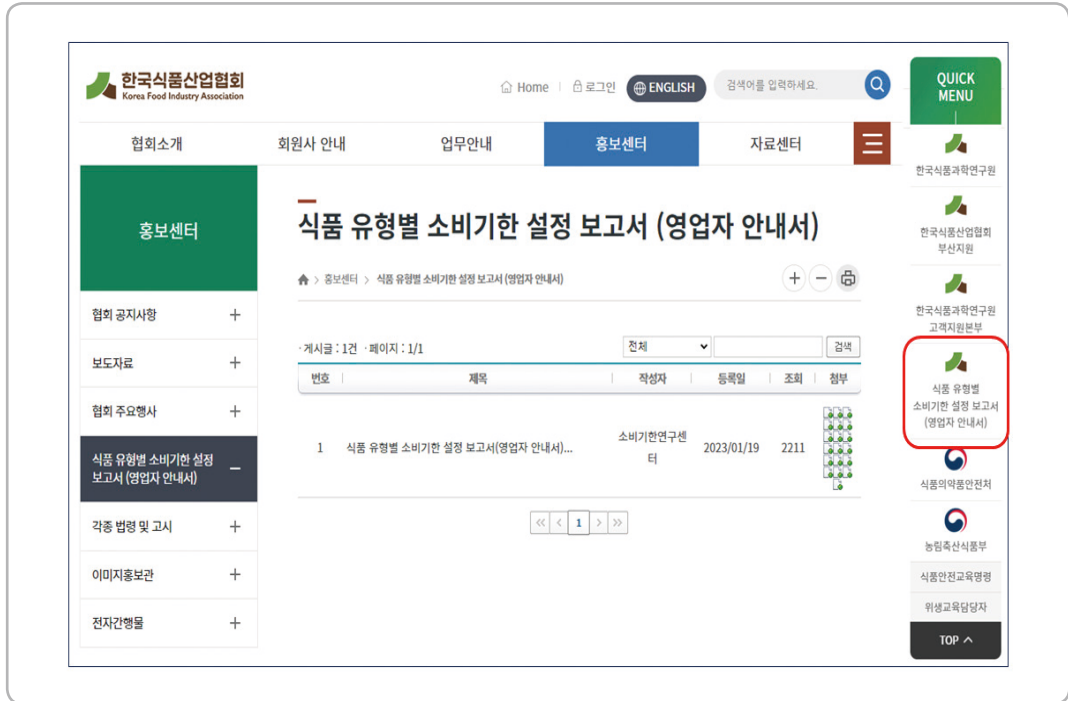 한국식품산업협회
Korea Food Industry Association
Home
로그인
ENGLISH
검색어를 입력하세요.
협회소개
회원사 안내
업무안내
홍보센터
자료센터
홍보센터
협회 공지사항
보도자료
협회 주요행사
식품 유형별 소비기한 설정
보고서 (영업자 안내서)
각종 법령 및 고시
이미지홍보관
전자간행물
식품 유형별 소비기한 설정 보고서 (영업자 안내서)
> 홍보센터 > 식품 유형별 소비기한 설정 보고서 (영업자 안내서)
· 게시글 : 1건 · 페이지 : 1/1
전체
검색
번호 제목 작성자 등록일 조회 첨부
1 식품 유형별 소비기한 설정 보고서(영업자 안내서)... 소비기한연구센 2023/01/19 2211
터
<< < 1 > >>
QUICK
MENU
한국식품과학연구원
한국식품산업협회
부산지원
한국식품과학연구원
고객지원본부
식품 유형별
소비기한 설정 보고서
(영업자 안내서)
식품의약품안전처
농림축산식품부
식품안전교육명령
위생교육담당자
TOP